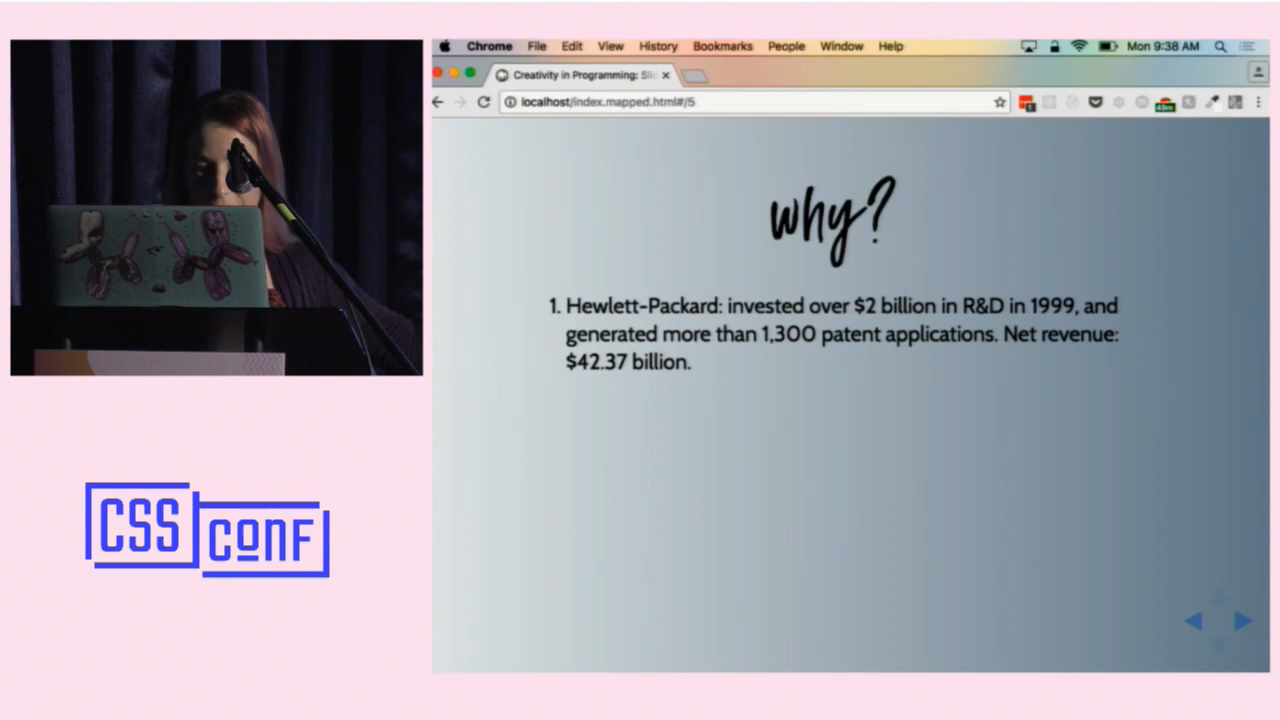 Chrome File Edit View History Bookmarks People Window Help Mon 9:38 AM
Creativity in Programming: Slid
localhost/index.mapped.html#/5
why?
1. Hewlett-Packard: invested over $2 billion in R&D in 1999, and
generated more than 1,300 patent applications. Net revenue:
$42.37 billion.
CSS
CONF